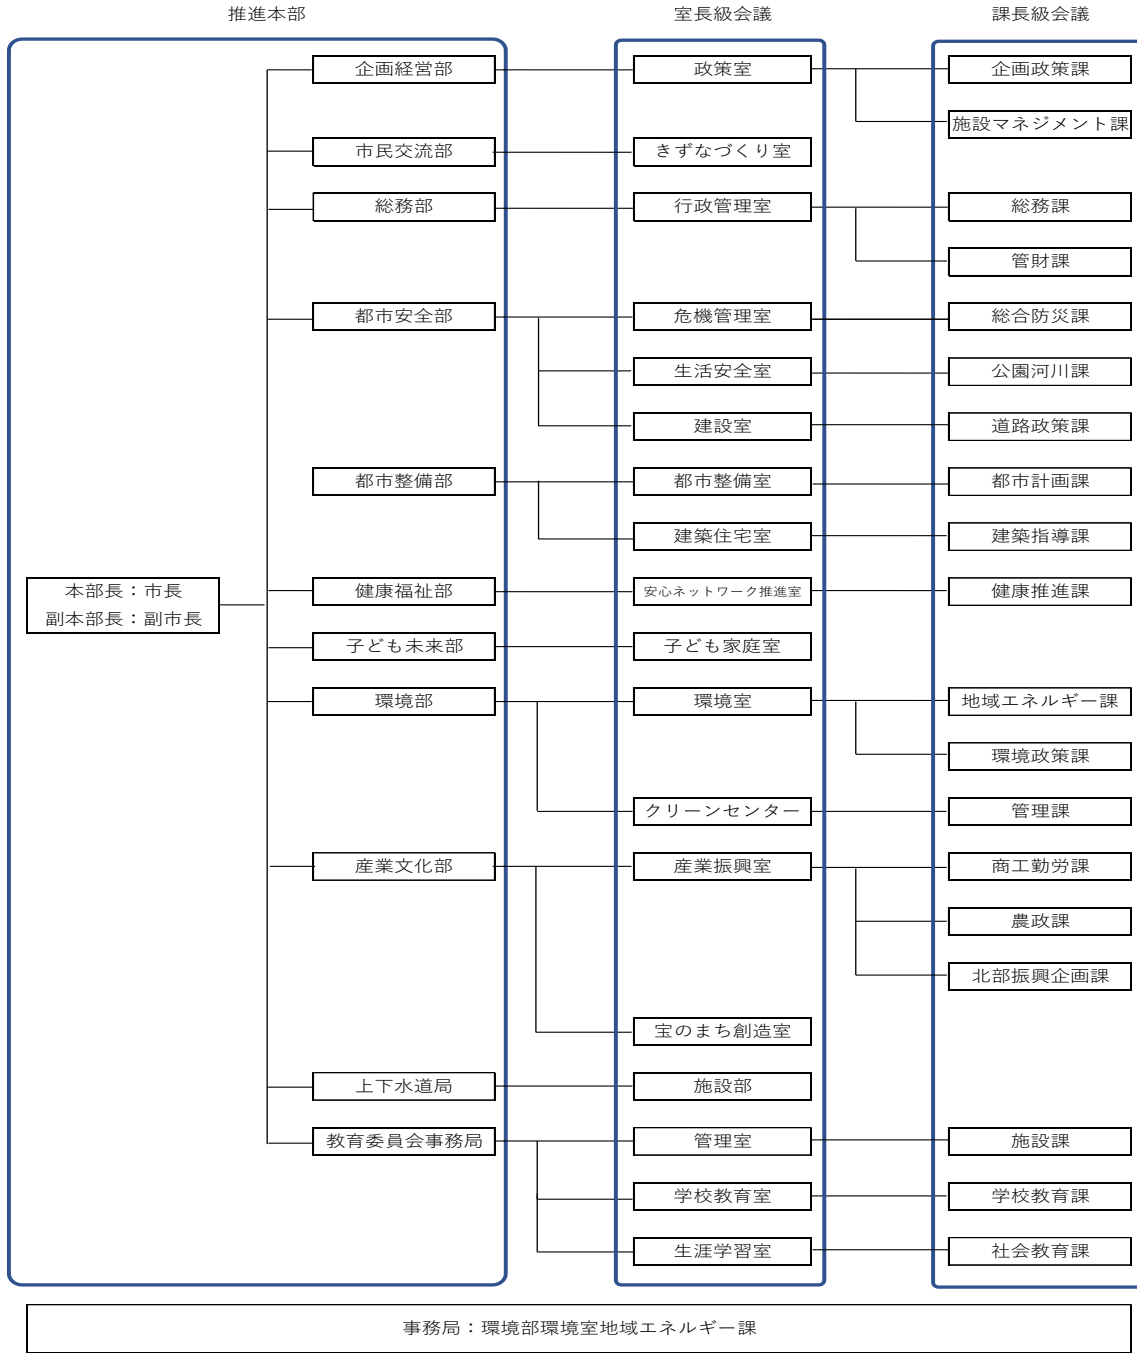 推進本部
室長級会議
課長級会議
企画経営部
政策室
企画政策課
施設マネジメント課
市民交流部
きずなづくり室
総務部
行政管理室
総務課
管財課
都市安全部
危機管理室
総合防災課
生活安全室
公園河川課
建設室
道路政策課
都市整備部
都市整備室
都市計画課
建築住宅室
建築指導課
本部長：市長
副本部長：副市長
健康福祉部
安心ネットワーク推進室
健康推進課
子ども未来部
子ども家庭室
環境部
環境室
地域エネルギー課
環境政策課
クリーンセンター
管理課
産業文化部
産業振興室
商工勤労課
農政課
北部振興企画課
宝のまち創造室
上下水道局
施設部
教育委員会事務局
管理室
施設課
学校教育室
学校教育課
生涯学習室
社会教育課
事務局：環境部環境室地域エネルギー課